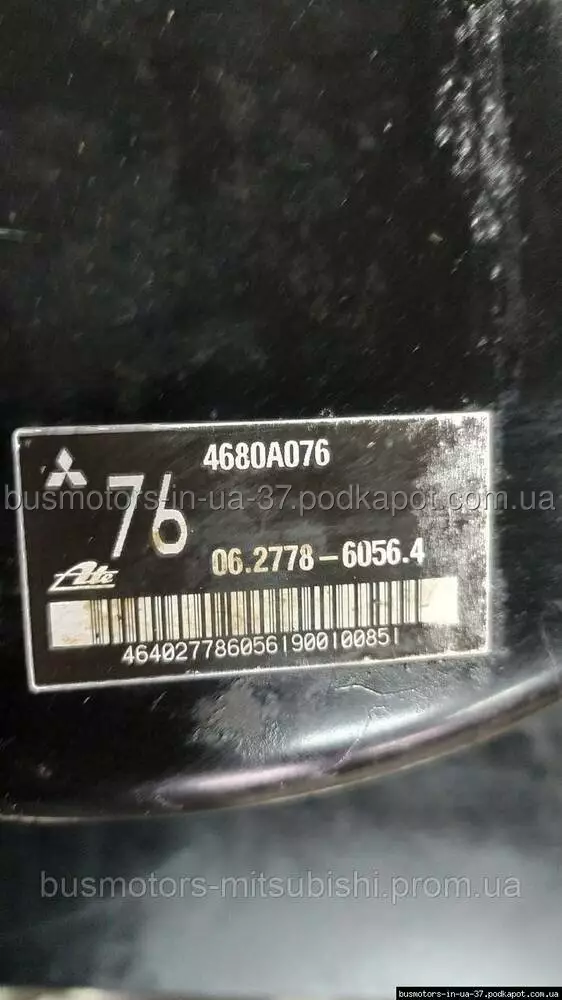 4680A076
76
busmotors-in-ua-37.podkapot.com.ua
06.2778-6056.4
Ate
4640277860561900100851
busmotors-mitsubishi.prom.ua
busmotors-in-ua-37.podkapot.com.ua